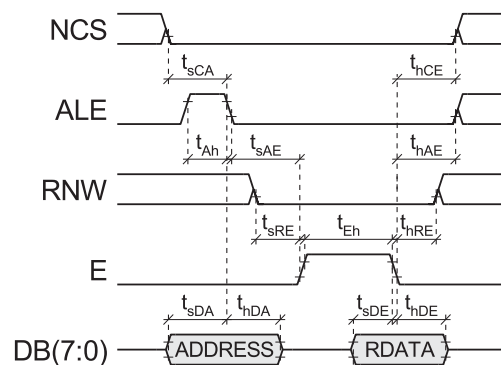 NCS
t_sCA t_hCE
ALE
t_Ah t_sAE t_hAE
RNW
t_sRE t_Eh t_hRE
E
t_sDA t_hDA t_sDE t_hDE
DB(7:0) ADDRESS RDATA